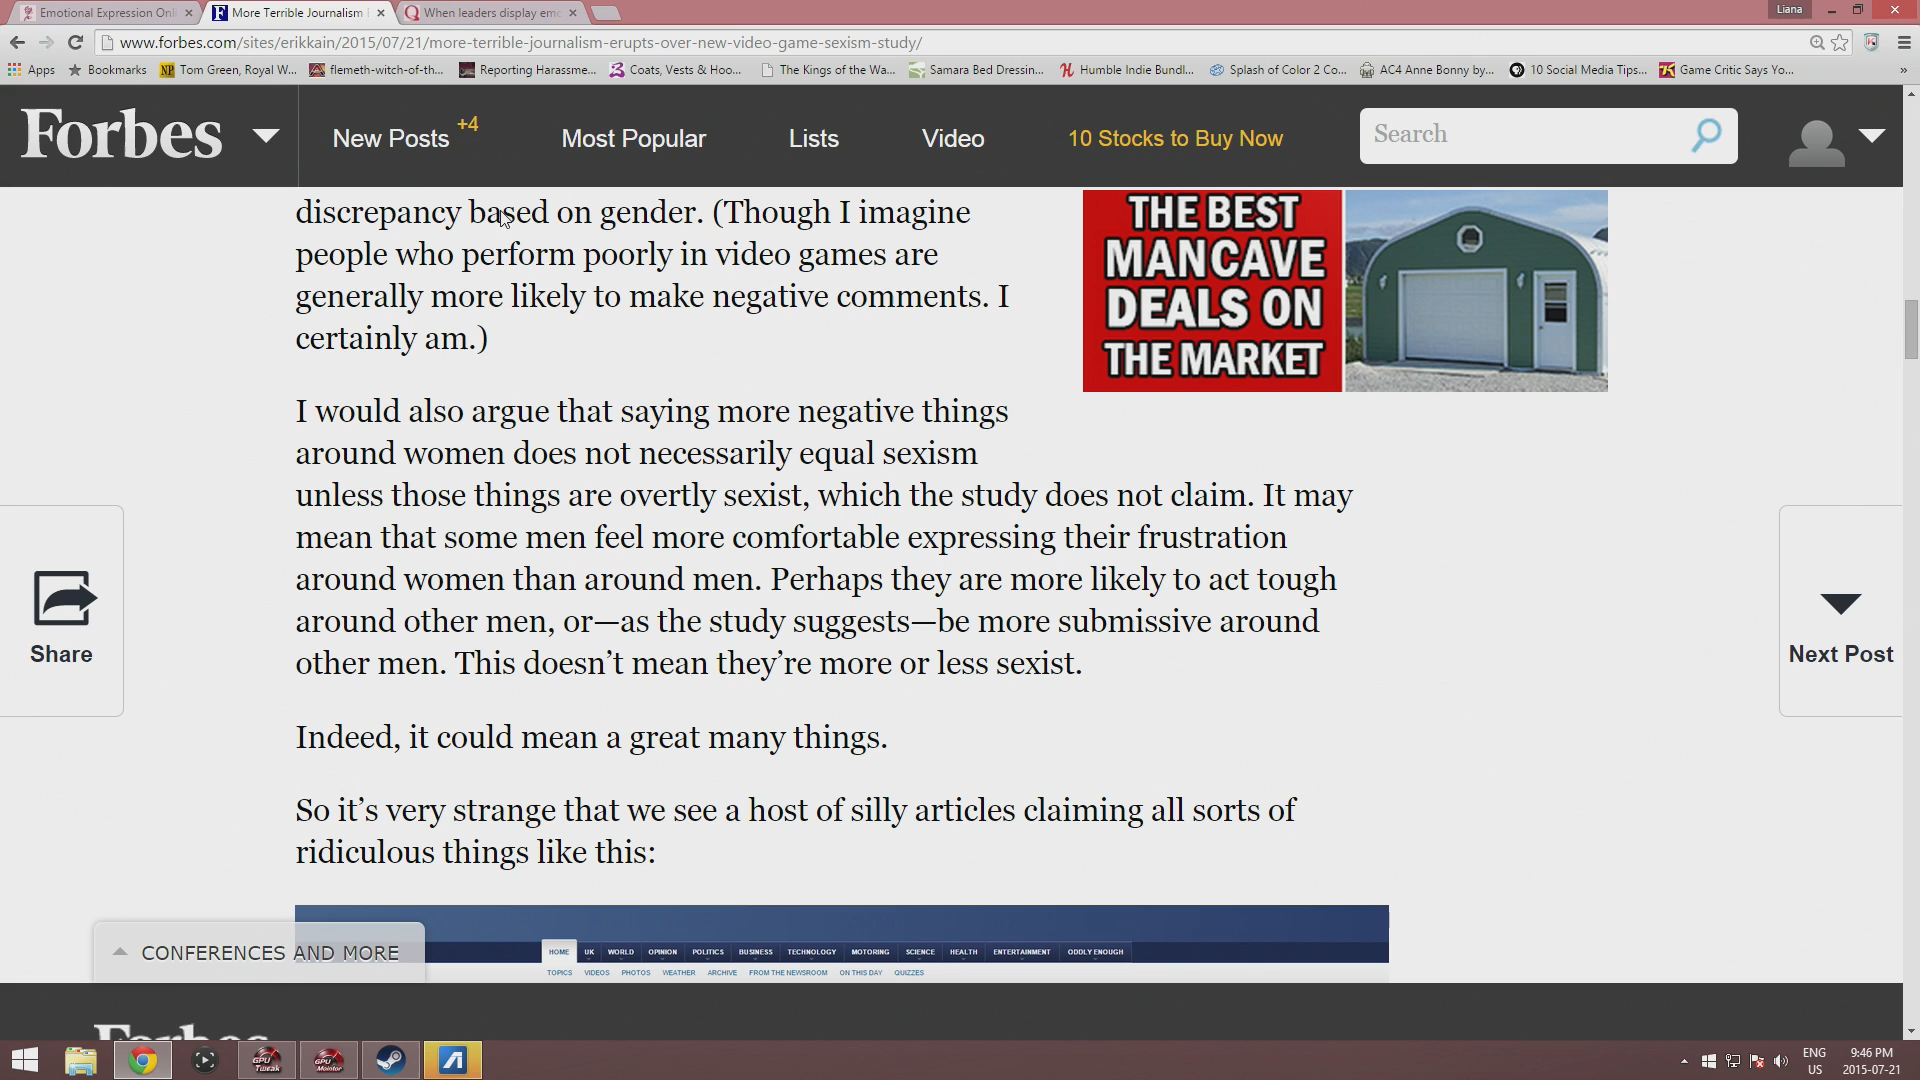 Emotional Expression Onl
More Terrible Journalism E
When leaders display emo
Liana
www.forbes.com/sites/erikkain/2015/07/21/more-terrible-journalism-erupts-over-new-video-game-sexism-study/
Apps
Bookmarks
Tom Green, Royal W...
flemeth-witch-of-th...
Reporting Harassme...
Coats, Vests & Hoo...
The Kings of the Wa...
Samara Bed Dressin...
Humble Indie Bundl...
Splash of Color 2 Co...
AC4 Anne Bonny by...
10 Social Media Tips...
Game Critic Says Yo...
»
Forbes
New Posts +4
Most Popular
Lists
Video
10 Stocks to Buy Now
Search
discrepancy based on gender. (Though I imagine
people who perform poorly in video games are
generally more likely to make negative comments. I
certainly am.)
THE BEST
MANCAVE
DEALS ON
THE MARKET
I would also argue that saying more negative things
around women does not necessarily equal sexism
unless those things are overtly sexist, which the study does not claim. It may
mean that some men feel more comfortable expressing their frustration
around women than around men. Perhaps they are more likely to act tough
around other men, or—as the study suggests—be more submissive around
other men. This doesn’t mean they’re more or less sexist.
Share
Next Post
Indeed, it could mean a great many things.
So it’s very strange that we see a host of silly articles claiming all sorts of
ridiculous things like this:
CONFERENCES AND MORE
HOME UK WORLD OPINION POLITICS BUSINESS TECHNOLOGY MOTORING SCIENCE HEALTH ENTERTAINMENT ODDLY ENOUGH
TOPICS VIDEOS PHOTOS WEATHER ARCHIVE FROM THE NEWSROOM ON THIS DAY QUIZZES
Forbes
GPU Tweak
GPU Monitor
ENG
US
9:46 PM
2015-07-21